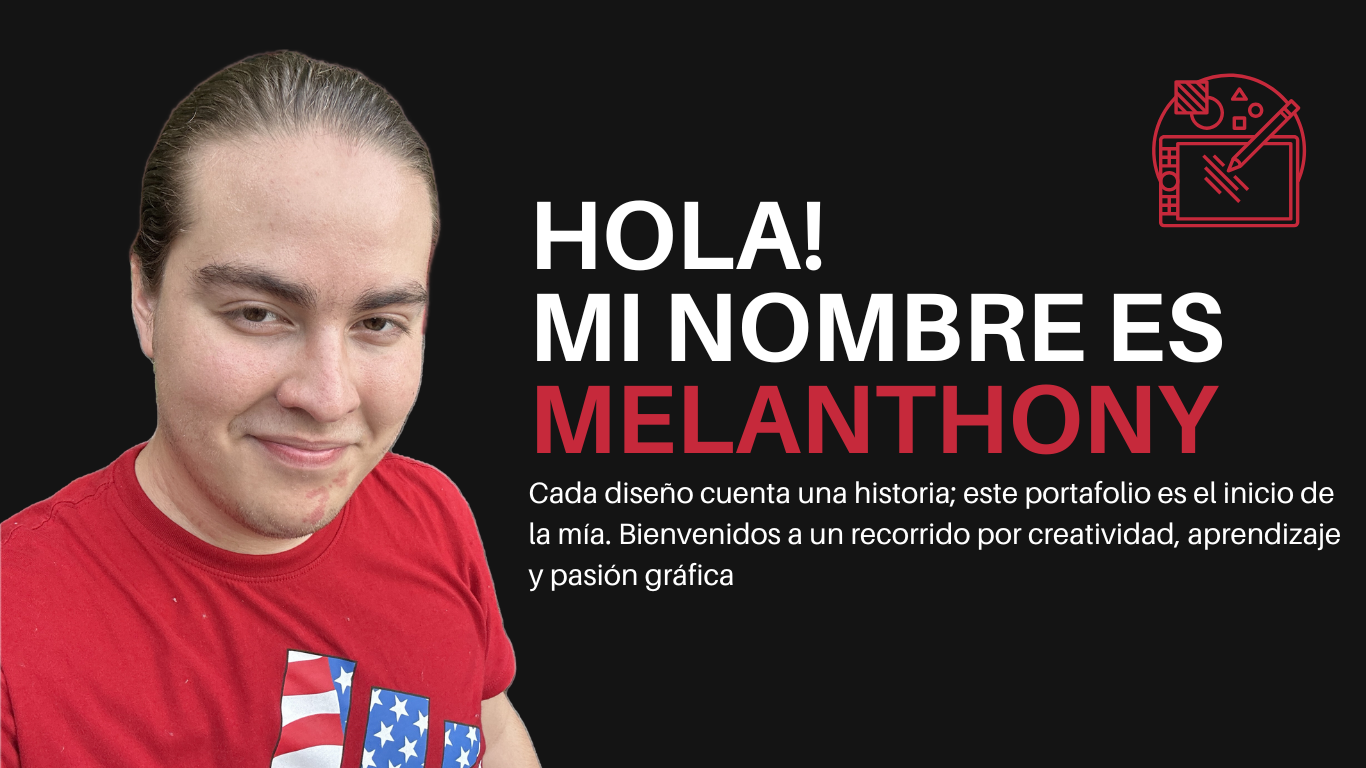 HOLA!
MI NOMBRE ES
MELANTHONY
Cada diseño cuenta una historia; este portafolio es el inicio de
la mía. Bienvenidos a un recorrido por creatividad, aprendizaje
y pasión gráfica